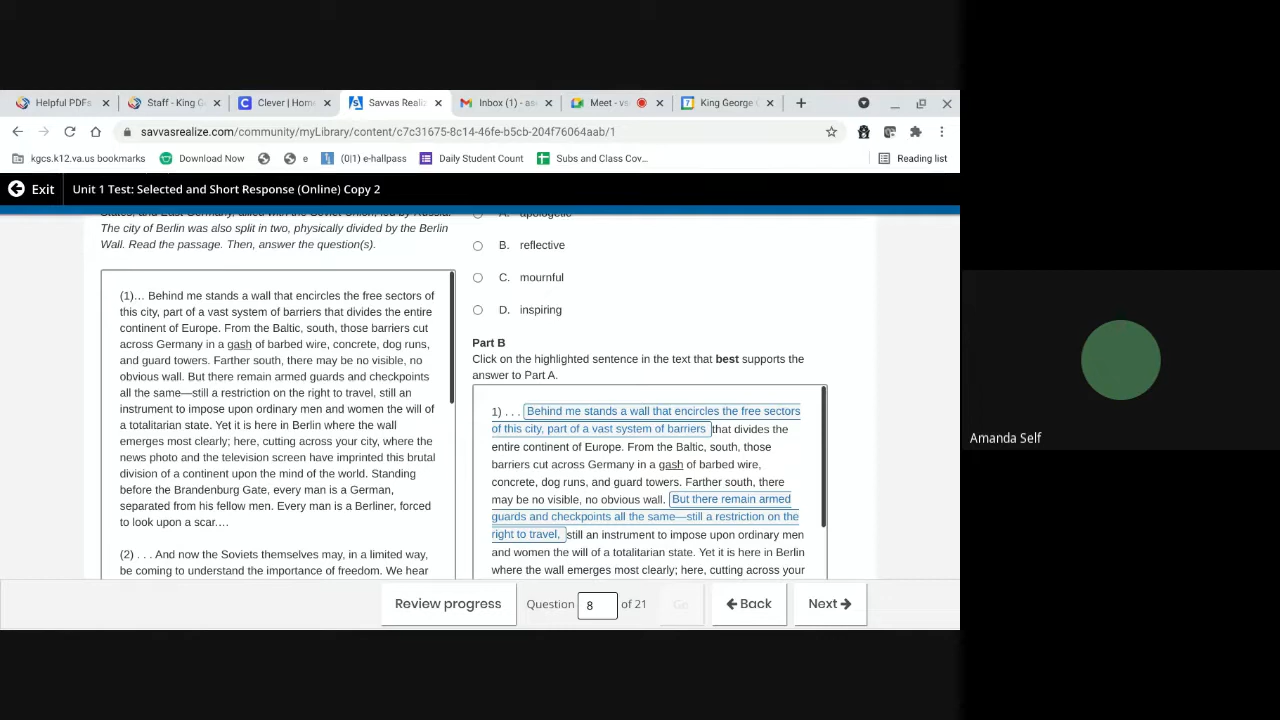 Helpful PDFs
Staff - King G
Clever | Hom
Savvas Realiz
Inbox (1) - as
Meet - vs
King George C
savvasrealize.com/community/myLibrary/content/c7c31675-8c14-46fe-b5cb-204f76064aab/1
kgcs.k12.va.us bookmarks
Download Now
e
(0|1) e-hallpass
Daily Student Count
Subs and Class Cov...
Reading list
Exit
Unit 1 Test: Selected and Short Response (Online) Copy 2
States, and East Germany, allied with the Soviet Union, led by Russia.
The city of Berlin was also split in two, physically divided by the Berlin
Wall. Read the passage. Then, answer the question(s).
(1)… Behind me stands a wall that encircles the free sectors of
this city, part of a vast system of barriers that divides the entire
continent of Europe. From the Baltic, south, those barriers cut
across Germany in a gash of barbed wire, concrete, dog runs,
and guard towers. Farther south, there may be no visible, no
obvious wall. But there remain armed guards and checkpoints
all the same—still a restriction on the right to travel, still an
instrument to impose upon ordinary men and women the will of
a totalitarian state. Yet it is here in Berlin where the wall
emerges most clearly; here, cutting across your city, where the
news photo and the television screen have imprinted this brutal
division of a continent upon the mind of the world. Standing
before the Brandenburg Gate, every man is a German,
separated from his fellow men. Every man is a Berliner, forced
to look upon a scar.…
(2) . . . And now the Soviets themselves may, in a limited way,
be coming to understand the importance of freedom. We hear
A. apologetic
B. reflective
C. mournful
D. inspiring
Part B
Click on the highlighted sentence in the text that best supports the
answer to Part A.
1) . . . Behind me stands a wall that encircles the free sectors
of this city, part of a vast system of barriers that divides the
entire continent of Europe. From the Baltic, south, those
barriers cut across Germany in a gash of barbed wire,
concrete, dog runs, and guard towers. Farther south, there
may be no visible, no obvious wall. But there remain armed
guards and checkpoints all the same—still a restriction on the
right to travel, still an instrument to impose upon ordinary men
and women the will of a totalitarian state. Yet it is here in Berlin
where the wall emerges most clearly; here, cutting across your
Review progress
Question 8 of 21
Go
Back
Next
Amanda Self